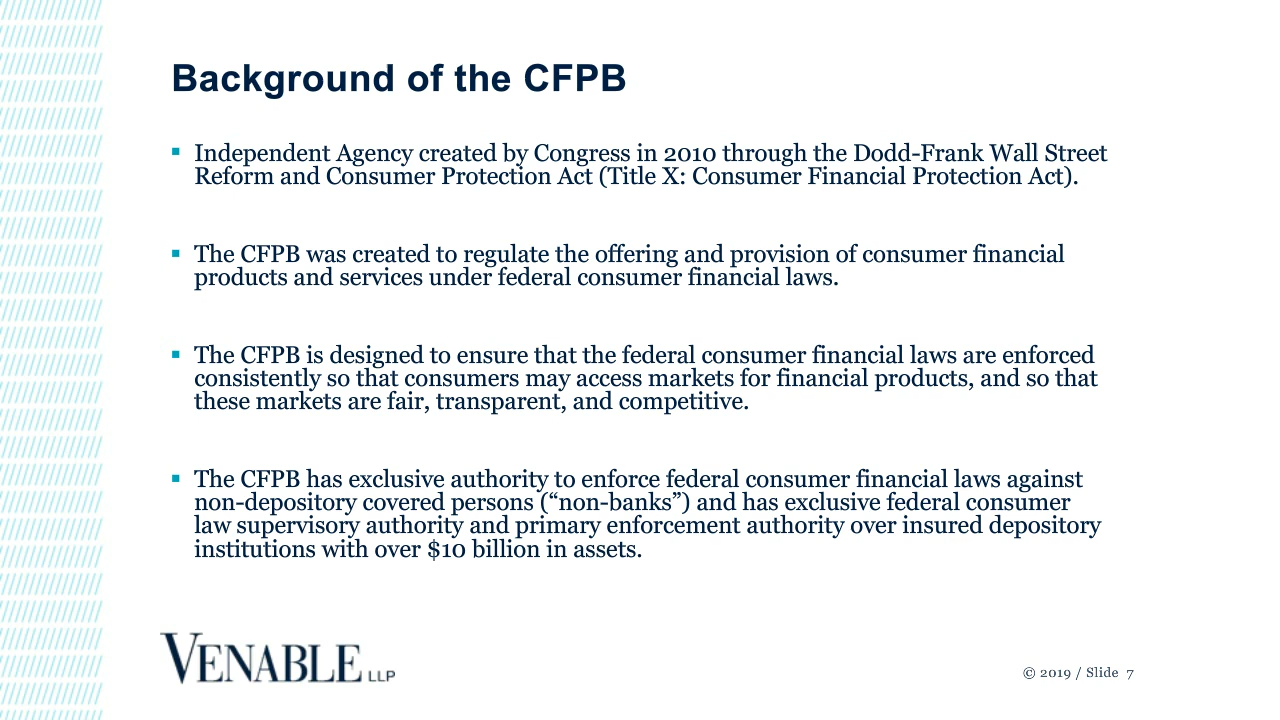 Background of the CFPB
▪ Independent Agency created by Congress in 2010 through the Dodd-Frank Wall Street
Reform and Consumer Protection Act (Title X: Consumer Financial Protection Act).
▪ The CFPB was created to regulate the offering and provision of consumer financial
products and services under federal consumer financial laws.
▪ The CFPB is designed to ensure that the federal consumer financial laws are enforced
consistently so that consumers may access markets for financial products, and so that
these markets are fair, transparent, and competitive.
▪ The CFPB has exclusive authority to enforce federal consumer financial laws against
non-depository covered persons (“non-banks”) and has exclusive federal consumer
law supervisory authority and primary enforcement authority over insured depository
institutions with over $10 billion in assets.
VENABLE LLP
© 2019 / Slide 7